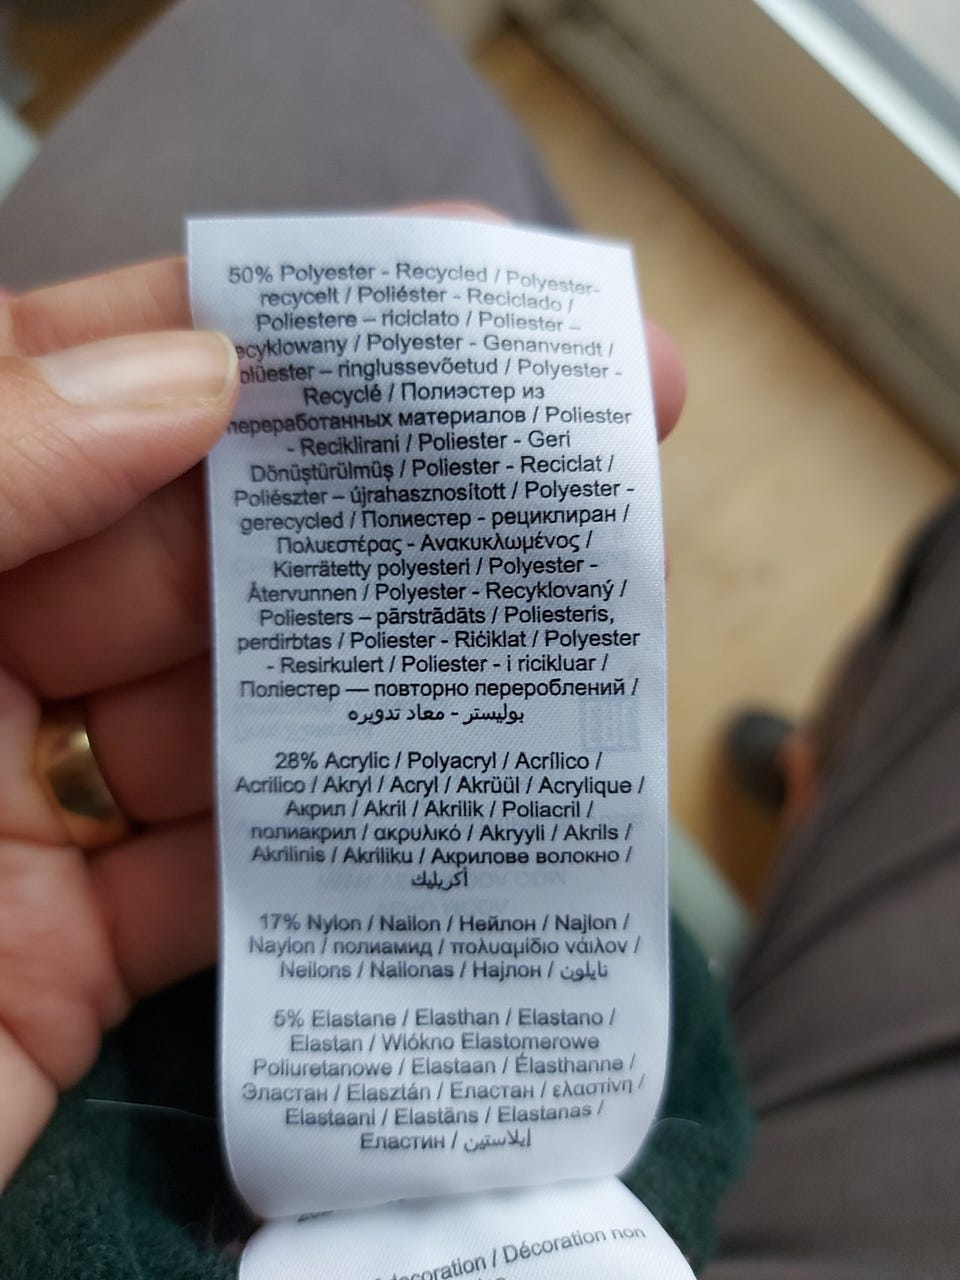 50% Polyester - Recycled / Polyester-
recycelt / Poliéster - Reciclado /
Poliestere – riciclato / Poliester –
ecyklowany / Polyester - Genanvendt /
olüester – ringlussevõetud / Polyester -
Recyclé / Полиэстер из
переработанных материалов / Poliester
- Reciklirani / Poliester - Geri
Dönüştürülmüş / Poliester - Reciclat /
Poliészter – újrahasznosított / Polyester -
gerecycled / Полиестер - рециклиран /
Πολυεστέρας - Ανακυκλωμένος /
Kierrätetty polyesteri / Polyester -
Återvunnen / Polyester - Recyklovaný /
Poliesters – pārstrādāts / Poliesteris,
perdirbtas / Poliester - Riċiklat / Polyester
- Resirkulert / Poliester - i ricikluar /
Поліестер — повторно перероблений /
بوليستر - معاد تدويره
28% Acrylic / Polyacryl / Acrílico /
Acrilico / Akryl / Acryl / Akrüül / Acrylique /
Акрил / Akril / Akrilik / Poliacril /
полиакрил / ακρυλικό / Akryyli / Akrils /
Akrilinis / Akriliku / Акрилове волокно /
أكريليك
17% Nylon / Nailon / Нейлон / Najlon /
Naylon / полиамид / πολυαμίδιο νάιλον /
Neilons / Nailonas / Најлон / نايلون
5% Elastane / Elasthan / Elastano /
Elastan / Włókno Elastomerowe
Poliuretanowe / Elastaan / Élasthanne /
Эластан / Elasztán / Еластан / ελαστίνη /
Elastaani / Elastāns / Elastanas /
Еластин / إيلاستين
decoration / Décoration non